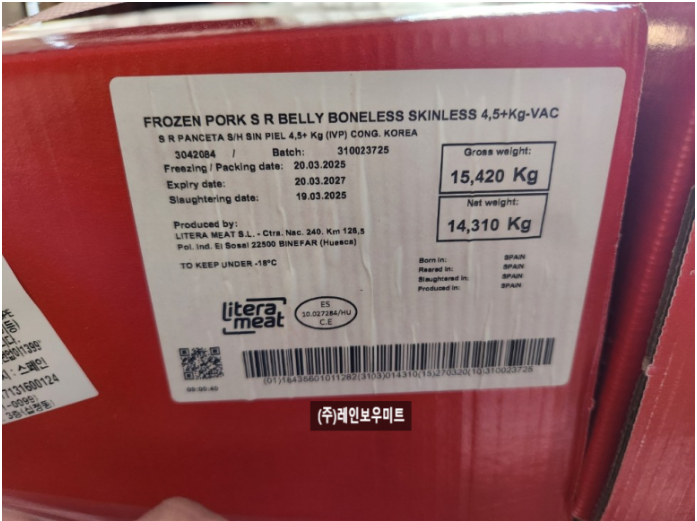 FROZEN PORK S R BELLY BONELESS SKINLESS 4,5+Kg-VAC
S R PANCETA S/H SIN PIEL 4,5+ Kg (IVP) CONG. KOREA
3042084 / Batch: 310023725
Freezing / Packing date: 20.03.2025
Expiry date: 20.03.2027
Slaughtering date: 19.03.2025
Gross weight:
15,420 Kg
Net weight:
14,310 Kg
Produced by:
LITERA MEAT S.L. - Ctra. Nac. 240. Km 128,5
Pol. Ind. El Sosal 22500 BINEFAR (Huesca)
TO KEEP UNDER -18ºC
Born in: SPAIN
Reared in: SPAIN
Slaughtered in: SPAIN
Produced in: SPAIN
litera meat
ES
10.027284/HU
C.E
(01)18435601011282(3103)014310(15)270320(10)310023725
: 스페인
7131600124
-0099)
(주)레인보우미트